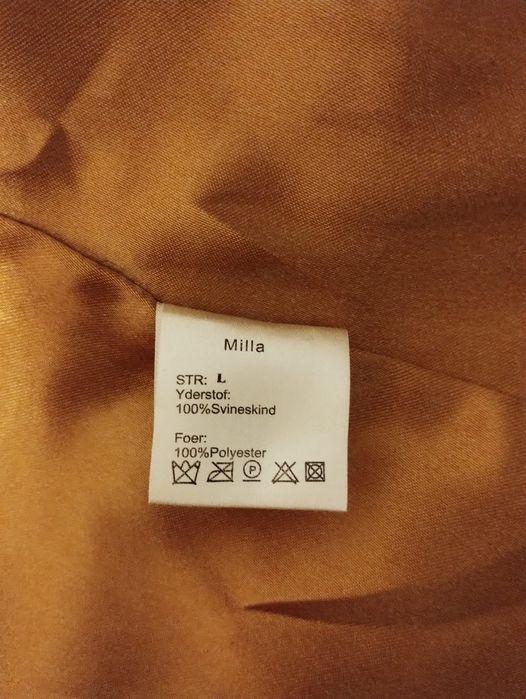 Milla
STR: L
Yderstof:
100%Svineskind
Foer:
100%Polyester
P